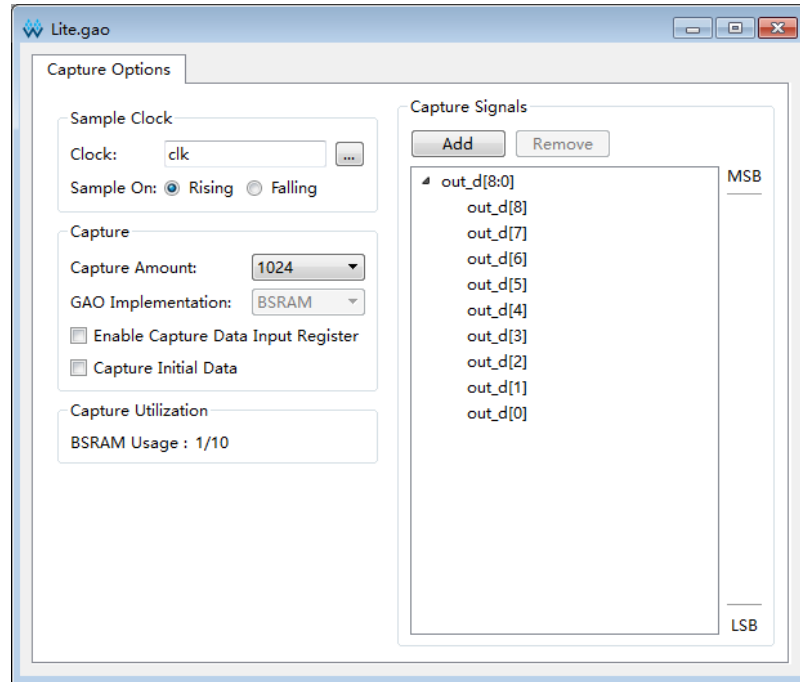 Lite.gao
Capture Options
Sample Clock
Clock: clk ...
Sample On: Rising Falling
Capture
Capture Amount: 1024
GAO Implementation: BSRAM
Enable Capture Data Input Register
Capture Initial Data
Capture Utilization
BSRAM Usage : 1/10
Capture Signals
Add Remove
out_d[8:0]
out_d[8]
out_d[7]
out_d[6]
out_d[5]
out_d[4]
out_d[3]
out_d[2]
out_d[1]
out_d[0]
MSB
LSB